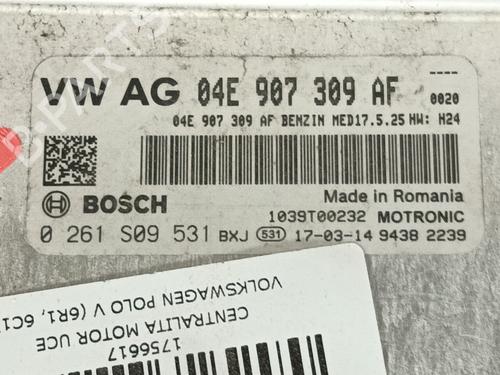 VW AG 04E 907 309 AF
----
0020
04E 907 309 AF BENZIN MED17.5.25 HW: H24
BOSCH
Made in Romania
1039T00232 MOTRONIC
0 261 S09 531 BXJ 531 17-03-14 9438 2239
VOLKSWAGEN POLO V (6R1, 6C1
CENTRALITA MOTOR UCE
1756617
B-PARTS